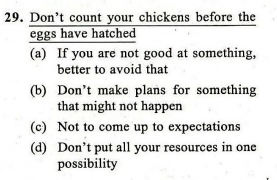 29. Don't count your chickens before the
eggs have hatched
(a) If you are not good at something,
better to avoid that
(b) Don't make plans for something
that might not happen
(c) Not to come up to expectations
(d) Don't put all your resources in one
possibility